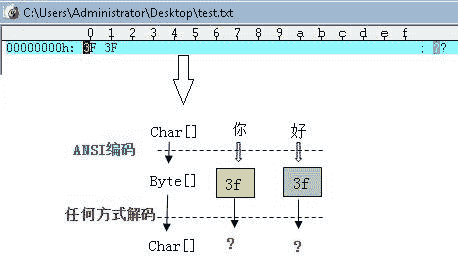 C:\Users\Administrator\Desktop\test.txt
0 1 2 3 4 5 6 7 8 9 a b c d e f
00000000h: 3F 3F ; ??
Char[] 你 好
ANSI编码
Byte[] 3f 3f
任何方式解码
Char[] ? ?